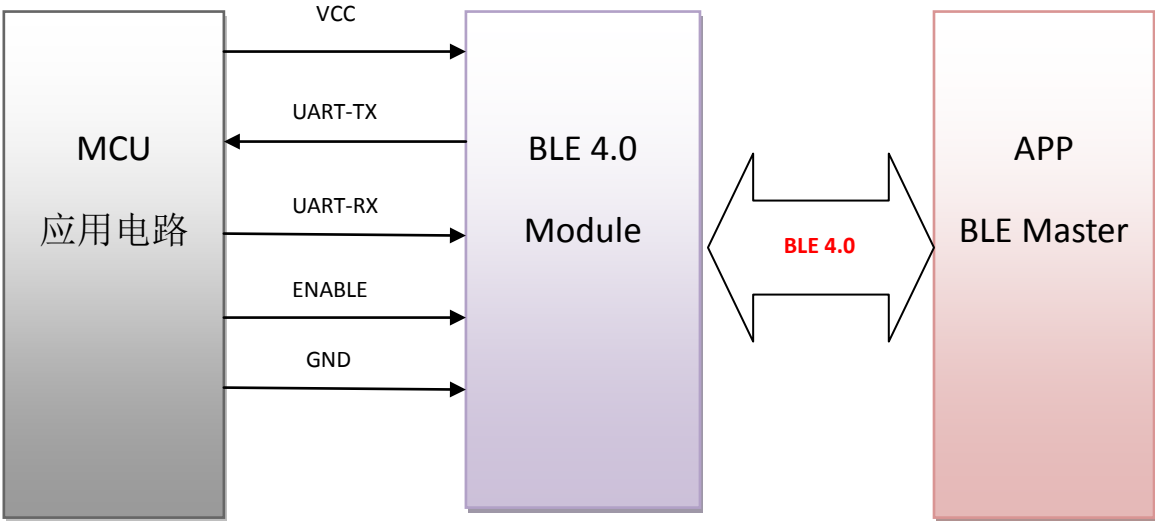 VCC
UART-TX
MCU
应用电路
UART-RX
ENABLE
GND
BLE 4.0
Module
BLE 4.0
APP
BLE Master